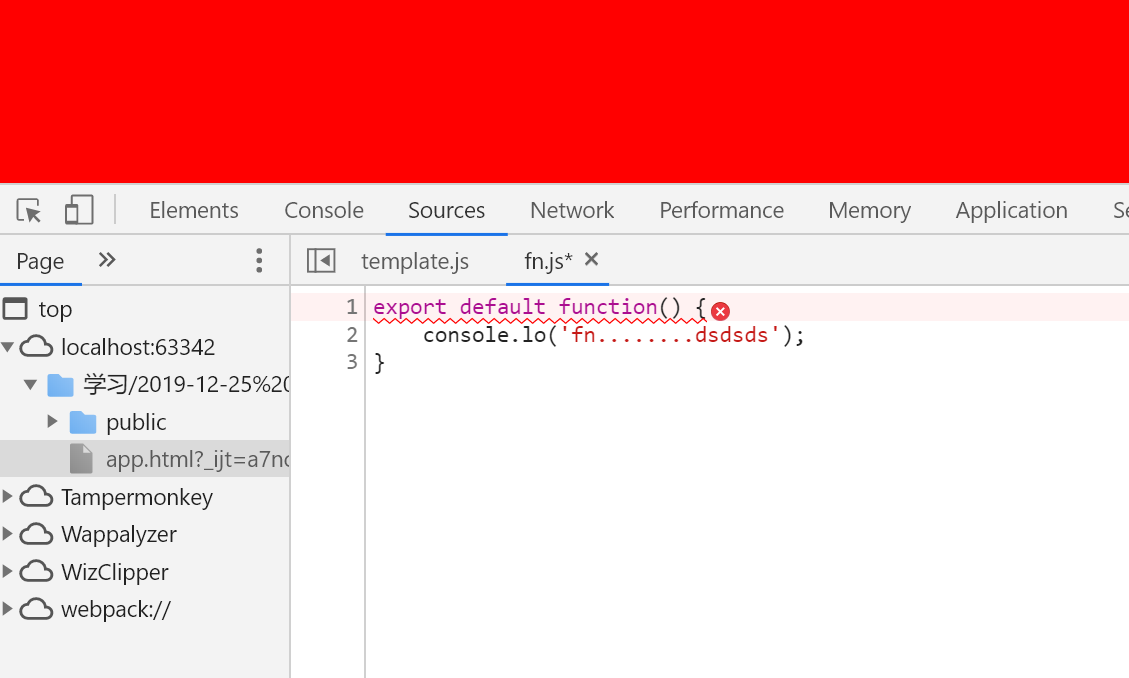 Elements Console Sources Network Performance Memory Application Se
Page template.js fn.js*
top
localhost:63342
学习/2019-12-25%20
public
app.html?_ijt=a7nc
Tampermonkey
Wappalyzer
WizClipper
webpack://
1 export default function() {
2 console.lo('fn........dsdsds');
3 }